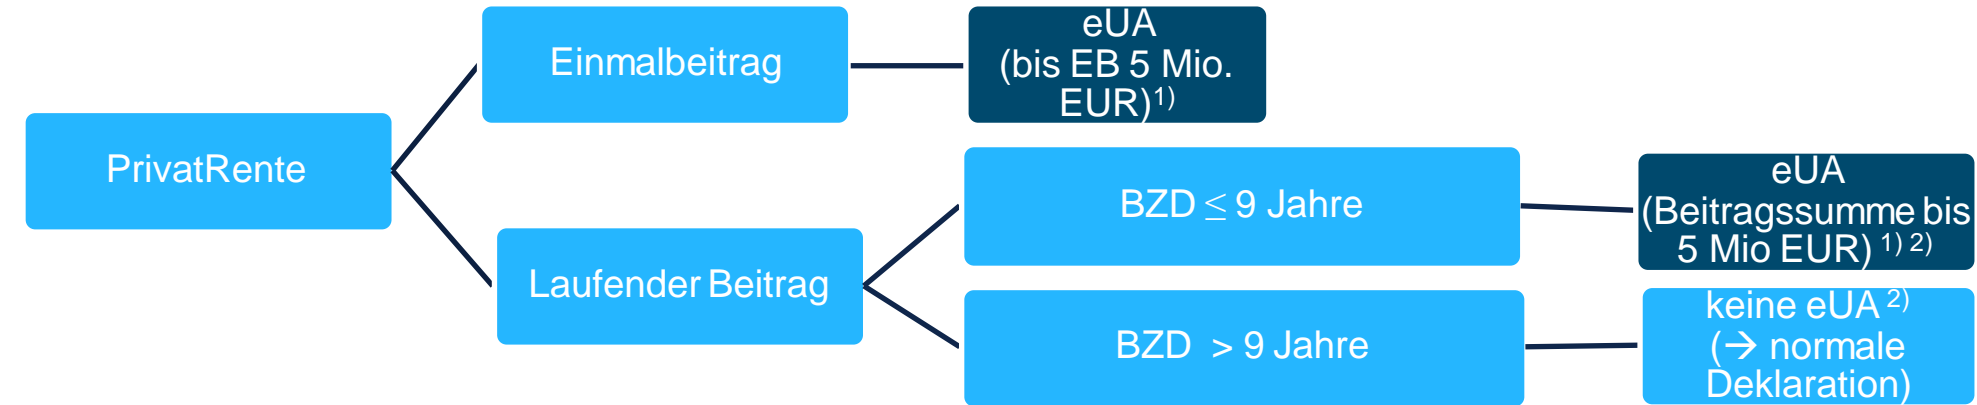 PrivatRente
Einmalbeitrag
eUA
(bis EB 5 Mio.
EUR)1)
Laufender Beitrag
BZD ≤ 9 Jahre
eUA
(Beitragssumme bis
5 Mio EUR) 1) 2)
BZD > 9 Jahre
keine eUA 2)
(→ normale
Deklaration)